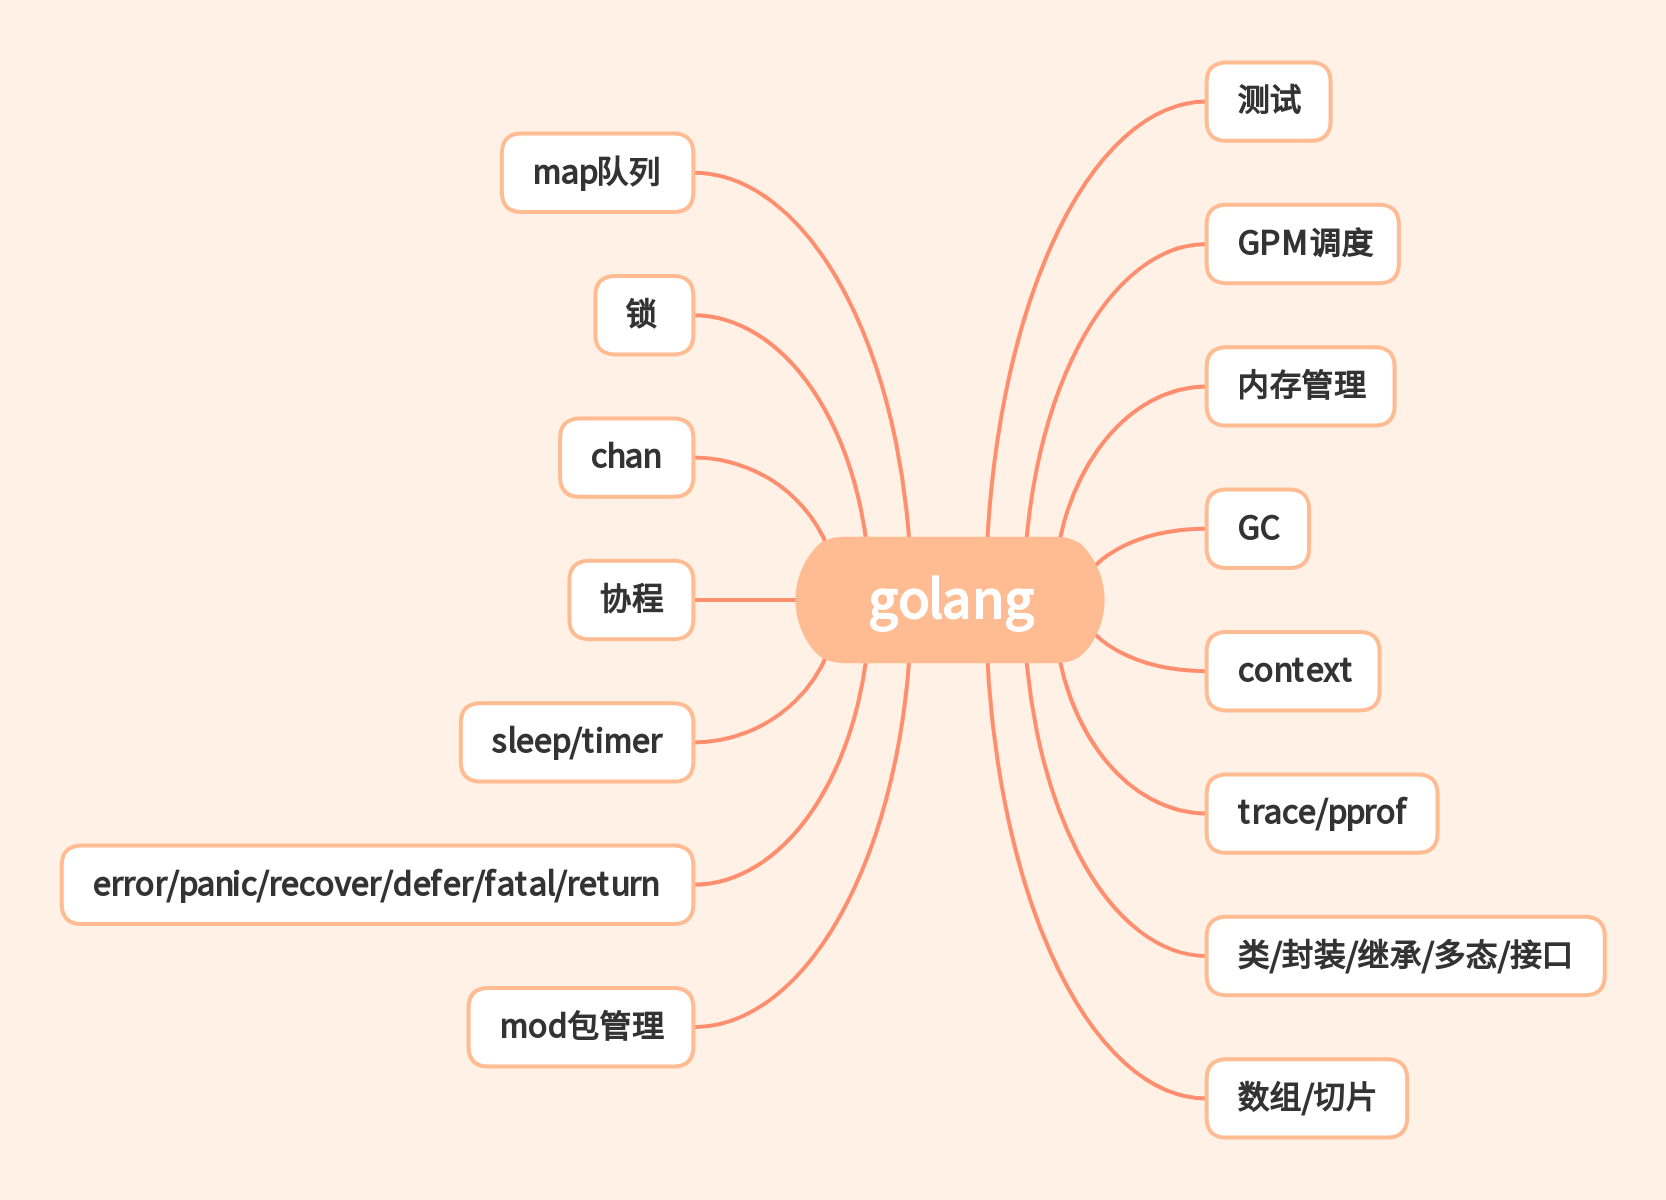 golang
测试
GPM调度
内存管理
GC
context
trace/pprof
类/封装/继承/多态/接口
数组/切片
map队列
锁
chan
协程
sleep/timer
error/panic/recover/defer/fatal/return
mod包管理